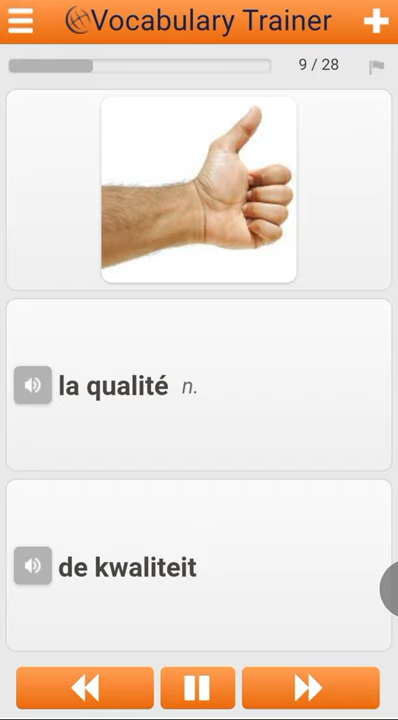 Vocabulary Trainer
9 / 28
la qualité n.
de kwaliteit